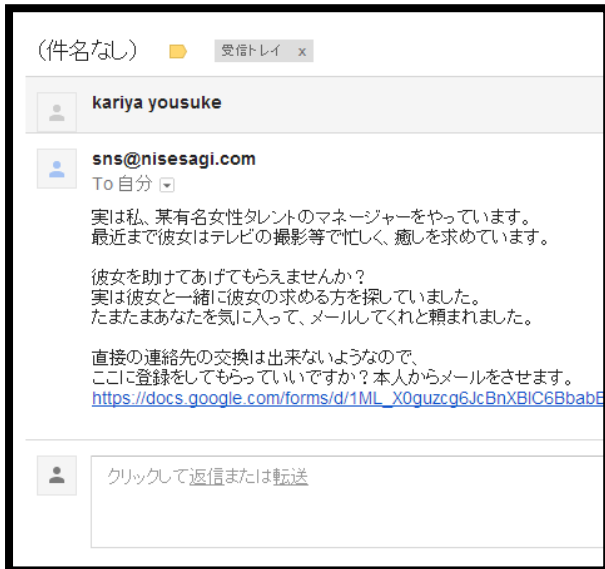 (件名なし)
受信トレイ x
kariya yousuke
sns@nisesagi.com
To 自分
実は私、某有名女性タレントのマネージャーをやっています。
最近まで彼女はテレビの撮影等で忙しく、癒しを求めています。
彼女を助けてあげてもらえませんか?
実は彼女と一緒に彼女の求める方を探していました。
たまたまあなたを気に入って、メールしてくれと頼まれました。
直接の連絡先の交換は出来ないようなので、
ここに登録をしてもらっていいですか?本人からメールをさせます。
https://docs.google.com/forms/d/1ML_X0guzcg6JcBnXBIC6BbabE
クリックして返信または転送